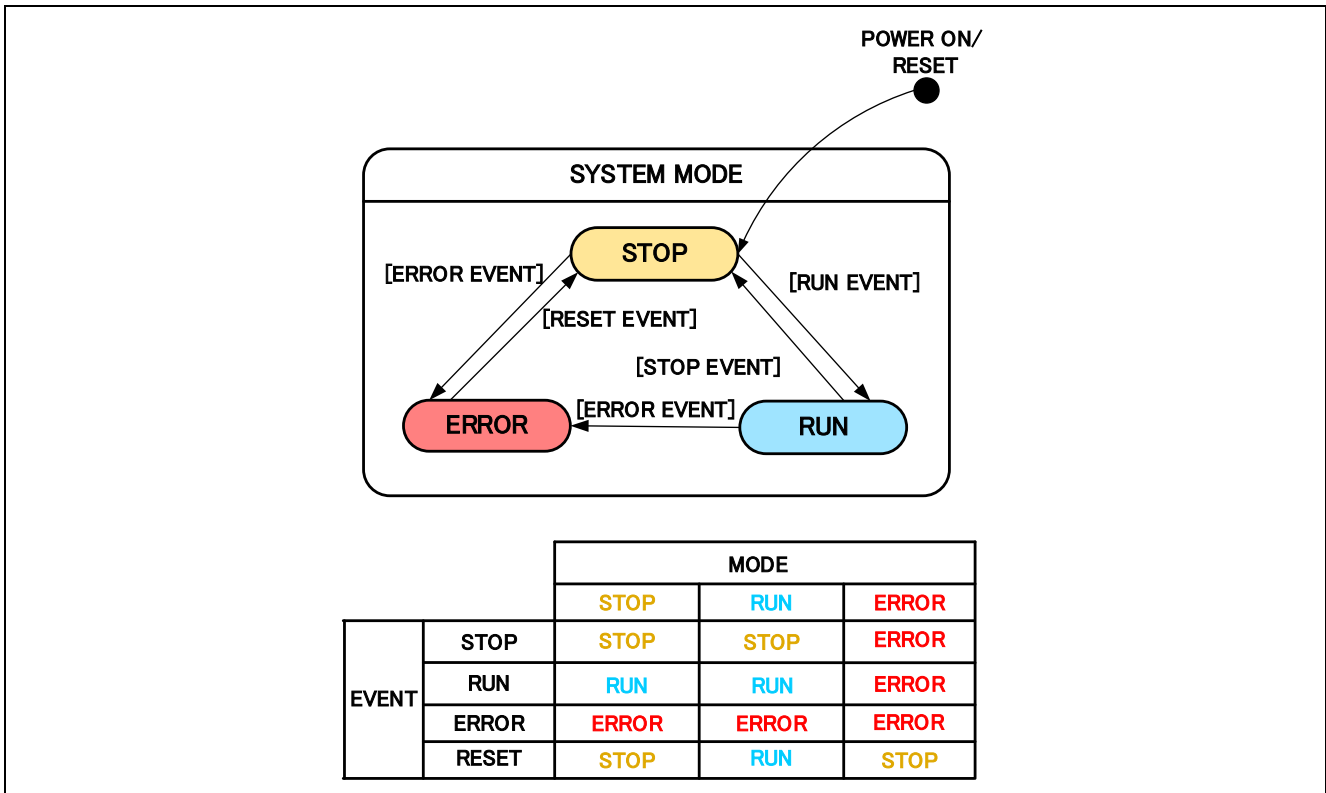 POWER ON/
RESET
SYSTEM MODE
STOP
[ERROR EVENT]
[RUN EVENT]
[RESET EVENT]
[STOP EVENT]
[ERROR EVENT]
ERROR
RUN
MODE
STOP RUN ERROR
EVENT
STOP STOP STOP ERROR
RUN RUN RUN ERROR
ERROR ERROR ERROR ERROR
RESET STOP RUN STOP